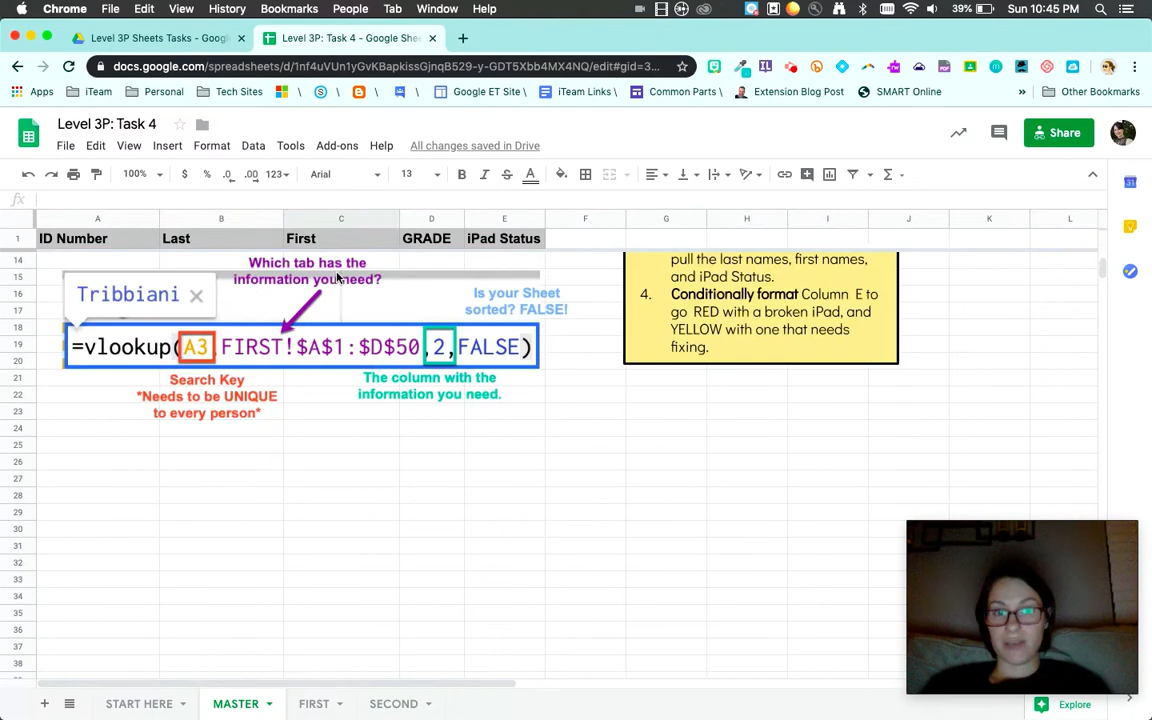 Chrome File Edit View History Bookmarks People Tab Window Help 39% Sun 10:45 PM
Level 3P Sheets Tasks - Goog × Level 3P: Task 4 - Google She × +
docs.google.com/spreadsheets/d/1nf4uVUn1yGvKBapkissGjnqB529-y-GDT5Xbb4MX4NQ/edit#gid=3...
Apps iTeam Personal Tech Sites \ \ \ Google ET Site \ iTeam Links \ Common Parts \ Extension Blog Post SMART Online » Other Bookmarks
Level 3P: Task 4
File Edit View Insert Format Data Tools Add-ons Help All changes saved in Drive
Share
100% $ % .0 .00 123 Arial 13 B I S A Σ
fx
A B C D E F G H I J K L
1 ID Number Last First GRADE iPad Status
14
15
16
17
18
19
20
21
22
23
24
25
26
27
28
29
30
31
32
33
34
35
36
37
38
Which tab has the
information you need?
Tribbiani ×
Is your Sheet
sorted? FALSE!
=vlookup(A3,FIRST!$A$1:$D$50,2,FALSE)
Search Key
*Needs to be UNIQUE
to every person*
The column with the
information you need.
pull the last names, first names,
and iPad Status.
4. Conditionally format Column E to
go RED with a broken iPad, and
YELLOW with one that needs
fixing.
+ START HERE MASTER FIRST SECOND
Explore